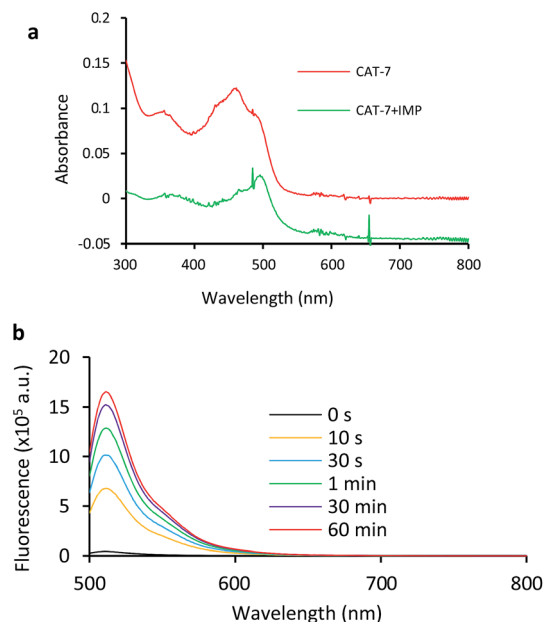 a
0.2
0.15
0.1
0.05
0
-0.05
Absorbance
CAT-7
CAT-7+IMP
300 400 500 600 700 800
Wavelength (nm)
b
20
15
10
5
0
Fluorescence (x10⁵ a.u.)
0 s
10 s
30 s
1 min
30 min
60 min
500 600 700 800
Wavelength (nm)